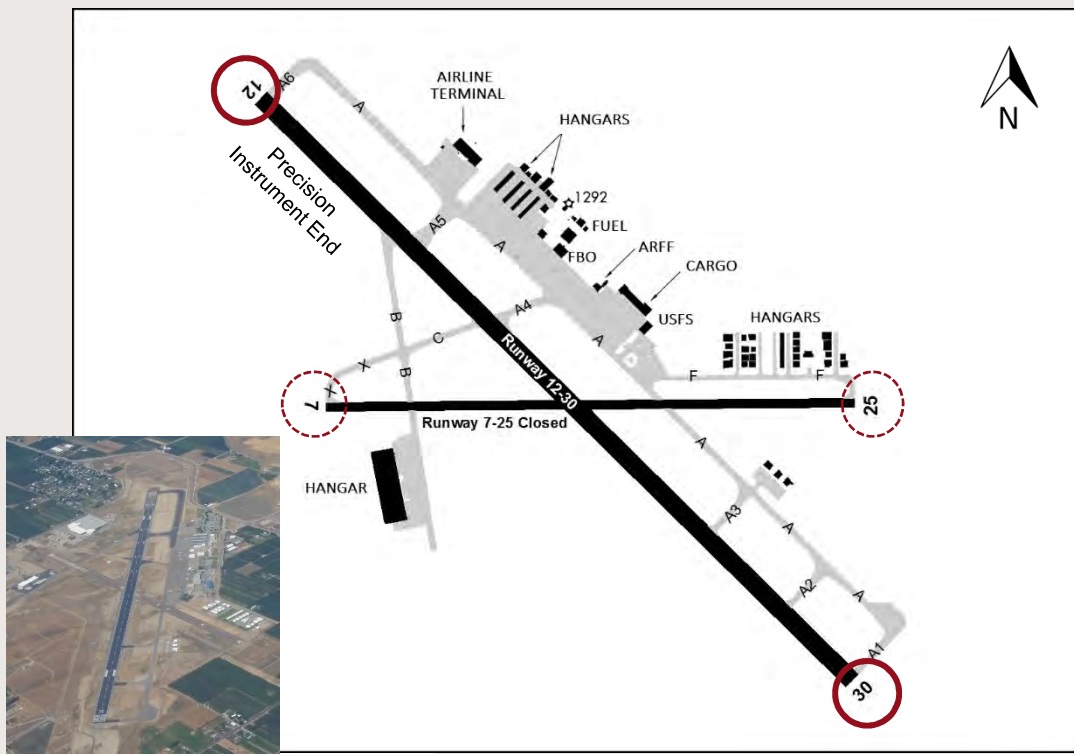 12
A6
A
AIRLINE
TERMINAL
HANGARS
N
Precision
Instrument End
1292
FUEL
A5
A
FBO
ARFF
CARGO
USFS
B
C
A4
A
HANGARS
Runway 12-30
X
B
F
F
X
7
25
Runway 7-25 Closed
A
HANGAR
A3
A
A2
A
A1
30